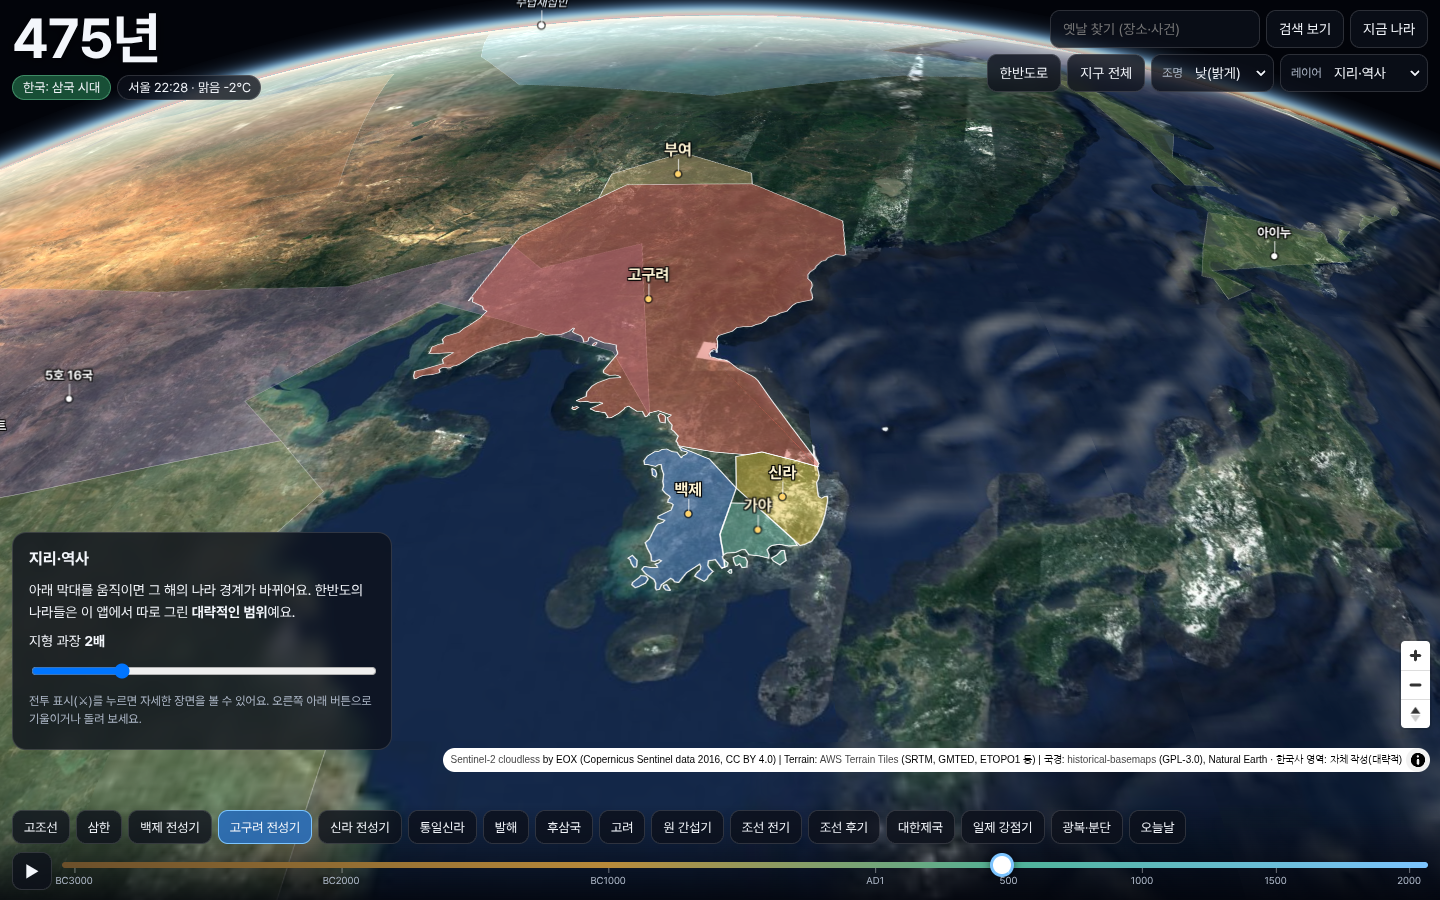 475년
한국: 삼국 시대
서울 22:28 · 맑음 -2°C
옛날 찾기 (장소·사건)
검색 보기
지금 나라
한반도로
지구 전체
조명 낮(밝게)
레이어 지리·역사
부여
고구려
아이누
5호 16국
신라
백제
가야
지리·역사
아래 막대를 움직이면 그 해의 나라 경계가 바뀌어요. 한반도의
나라들은 이 앱에서 따로 그린 대략적인 범위예요.
지형 과장 2배
전투 표시(⚔)를 누르면 자세한 장면을 볼 수 있어요. 오른쪽 아래 버튼으로
기울이거나 돌려 보세요.
Sentinel-2 cloudless by EOX (Copernicus Sentinel data 2016, CC BY 4.0) | Terrain: AWS Terrain Tiles (SRTM, GMTED, ETOPO1 등) | 국경: historical-basemaps (GPL-3.0), Natural Earth · 한국사 영역: 자체 작성(대략적)
고조선
삼한
백제 전성기
고구려 전성기
신라 전성기
통일신라
발해
후삼국
고려
원 간섭기
조선 전기
조선 후기
대한제국
일제 강점기
광복·분단
오늘날
BC3000
BC2000
BC1000
AD1
500
1000
1500
2000